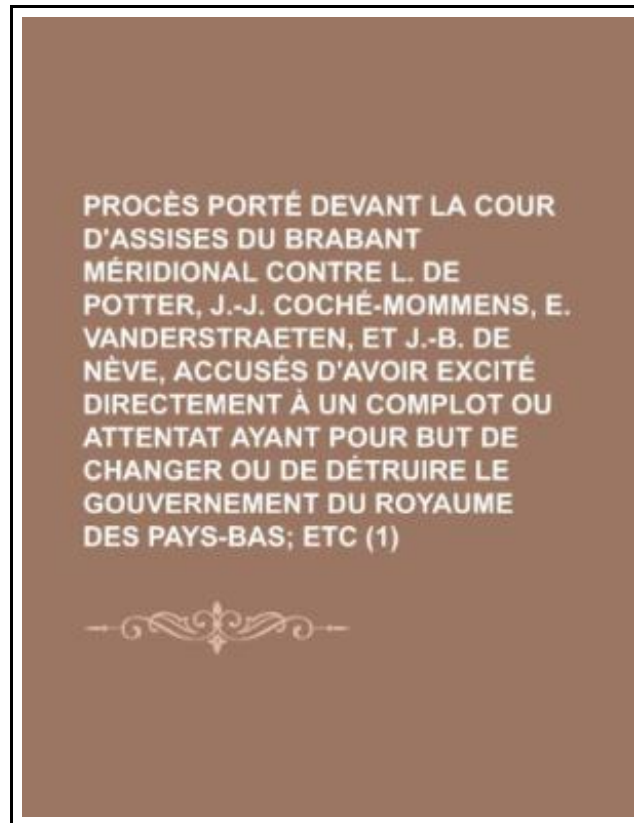 PROCÈS PORTÉ DEVANT LA COUR
D'ASSISES DU BRABANT
MÉRIDIONAL CONTRE L. DE
POTTER, J.-J. COCHÉ-MOMMENS, E.
VANDERSTRAETEN, ET J.-B. DE
NÈVE, ACCUSÉS D'AVOIR EXCITÉ
DIRECTEMENT À UN COMPLOT OU
ATTENTAT AYANT POUR BUT DE
CHANGER OU DE DÉTRUIRE LE
GOUVERNEMENT DU ROYAUME
DES PAYS-BAS; ETC (1)